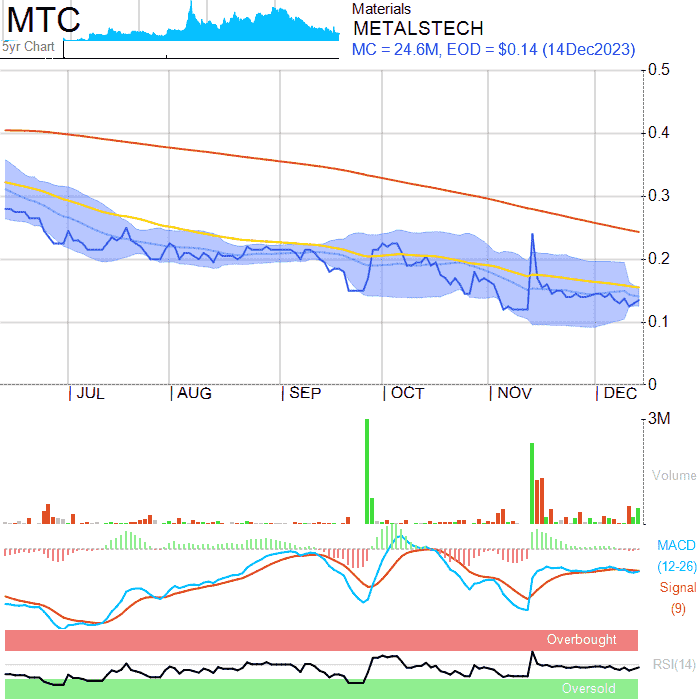 MTC
5yr Chart
Materials
METALSTECH
MC = 24.6M, EOD = $0.14 (14Dec2023)
0.5
0.4
0.3
0.2
0.1
0
JUL AUG SEP OCT NOV DEC
3M
Volume
MACD
(12-26)
Signal
(9)
Overbought
RSI(14)
Oversold